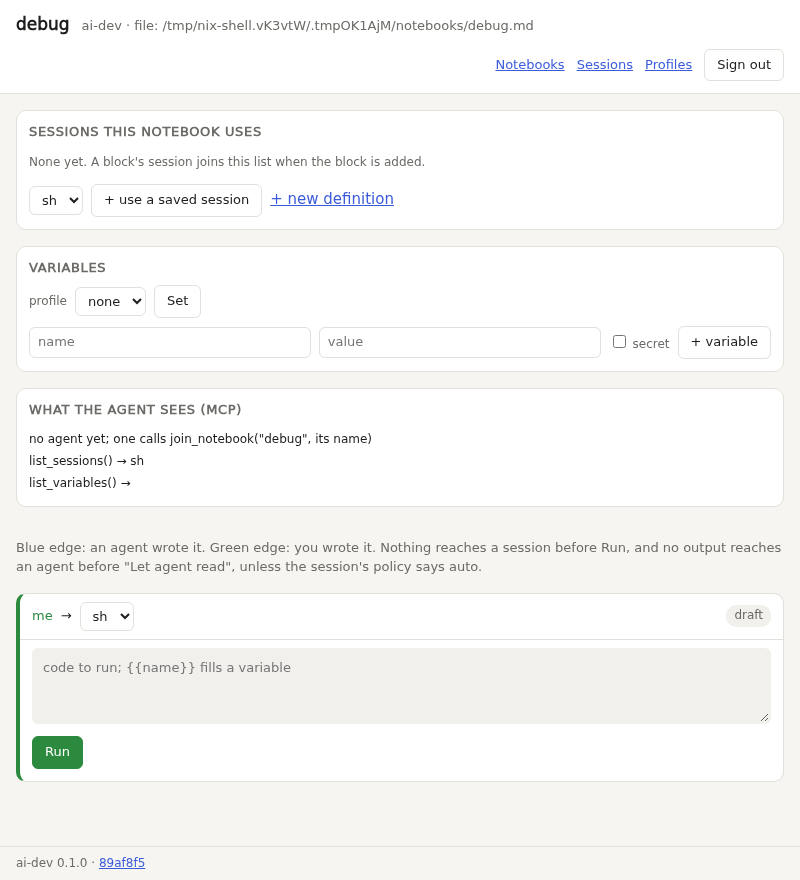 debug ai-dev · file: /tmp/nix-shell.vK3vtW/.tmpOK1AjM/notebooks/debug.md
Notebooks Sessions Profiles Sign out
SESSIONS THIS NOTEBOOK USES
None yet. A block's session joins this list when the block is added.
sh + use a saved session + new definition
VARIABLES
profile none Set
name value secret + variable
WHAT THE AGENT SEES (MCP)
no agent yet; one calls join_notebook("debug", its name)
list_sessions() → sh
list_variables() →
Blue edge: an agent wrote it. Green edge: you wrote it. Nothing reaches a session before Run, and no output reaches
an agent before "Let agent read", unless the session's policy says auto.
me → sh draft
code to run; {{name}} fills a variable
Run
ai-dev 0.1.0 · 89af8f5